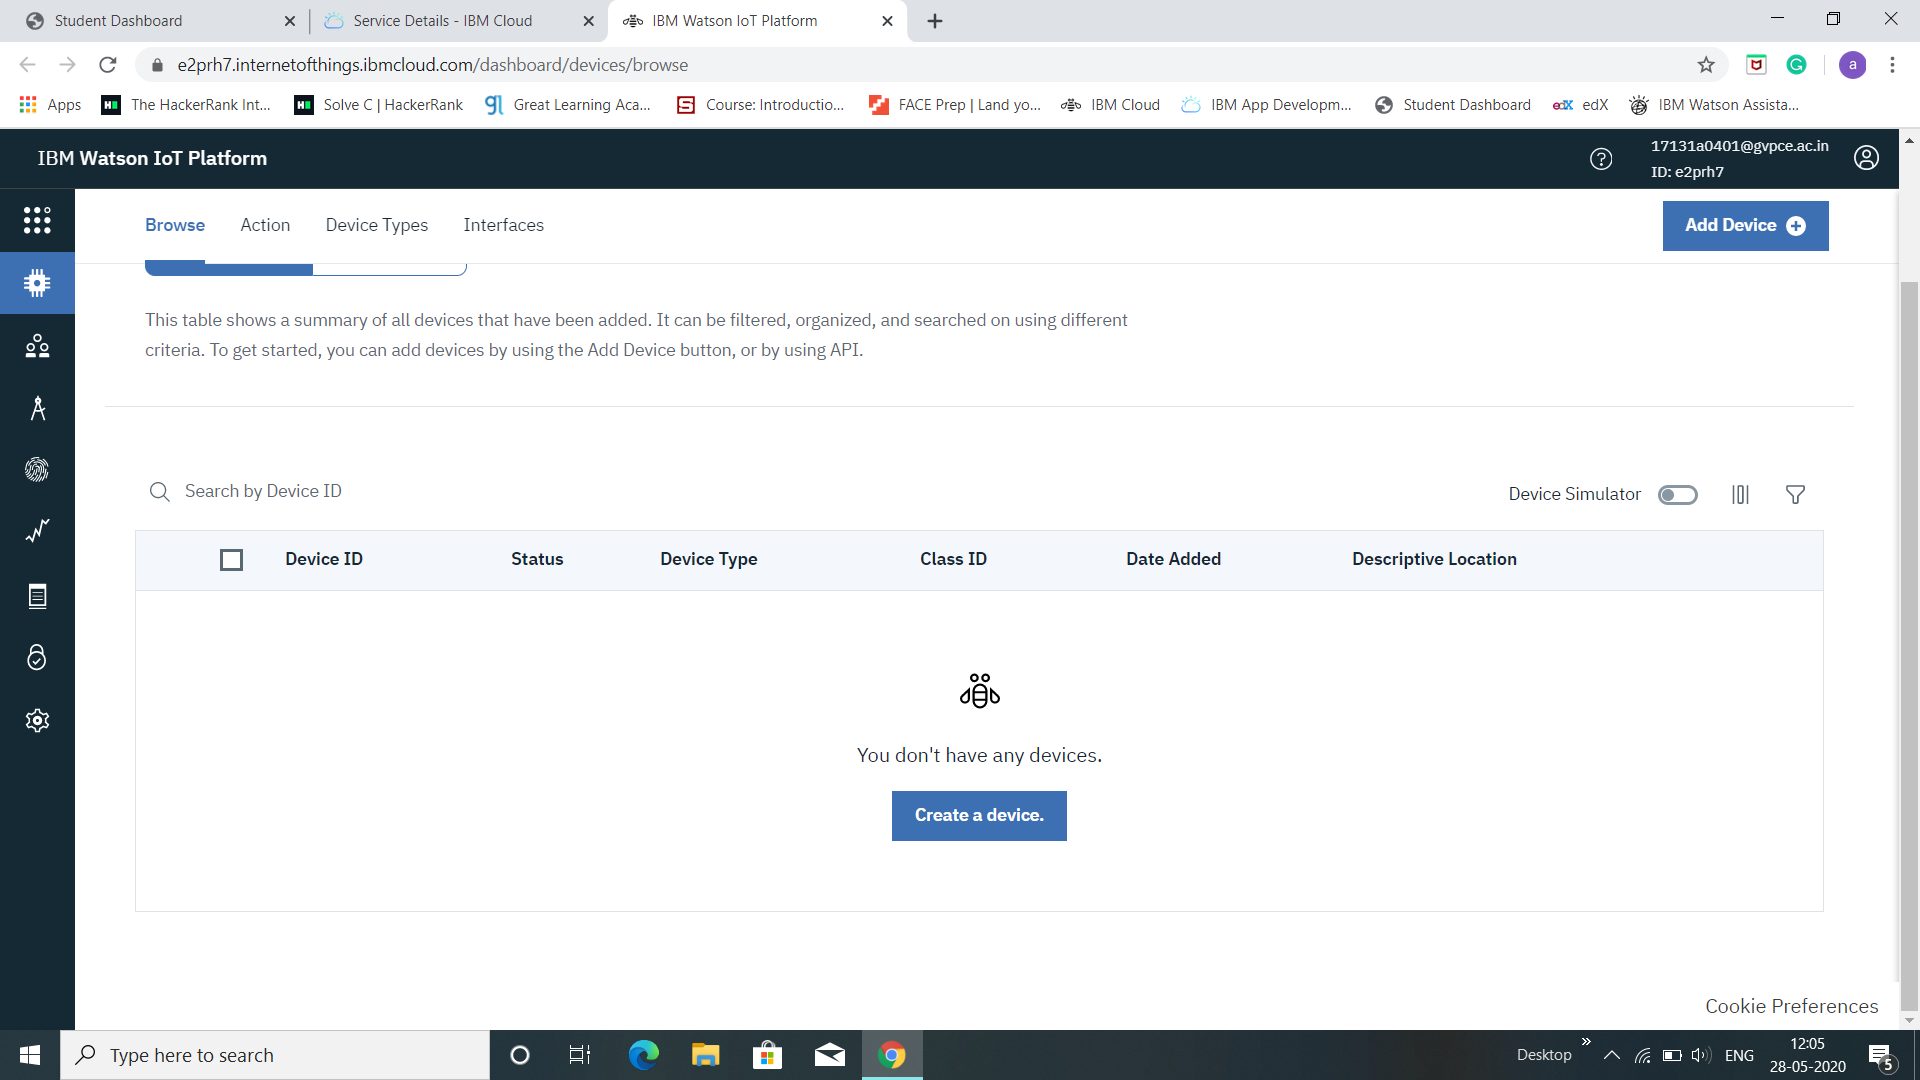 Student Dashboard
Service Details - IBM Cloud
IBM Watson IoT Platform
e2prh7.internetofthings.ibmcloud.com/dashboard/devices/browse
a
Apps
The HackerRank Int...
Solve C | HackerRank
Great Learning Aca...
Course: Introductio...
FACE Prep | Land yo...
IBM Cloud
IBM App Developm...
Student Dashboard
edX
IBM Watson Assista...
IBM Watson IoT Platform
17131a0401@gvpce.ac.in
ID: e2prh7
Browse
Action
Device Types
Interfaces
Add Device
This table shows a summary of all devices that have been added. It can be filtered, organized, and searched on using different
criteria. To get started, you can add devices by using the Add Device button, or by using API.
Search by Device ID
Device Simulator
Device ID
Status
Device Type
Class ID
Date Added
Descriptive Location
You don't have any devices.
Create a device.
Cookie Preferences
Type here to search
Desktop
ENG
12:05
28-05-2020
5